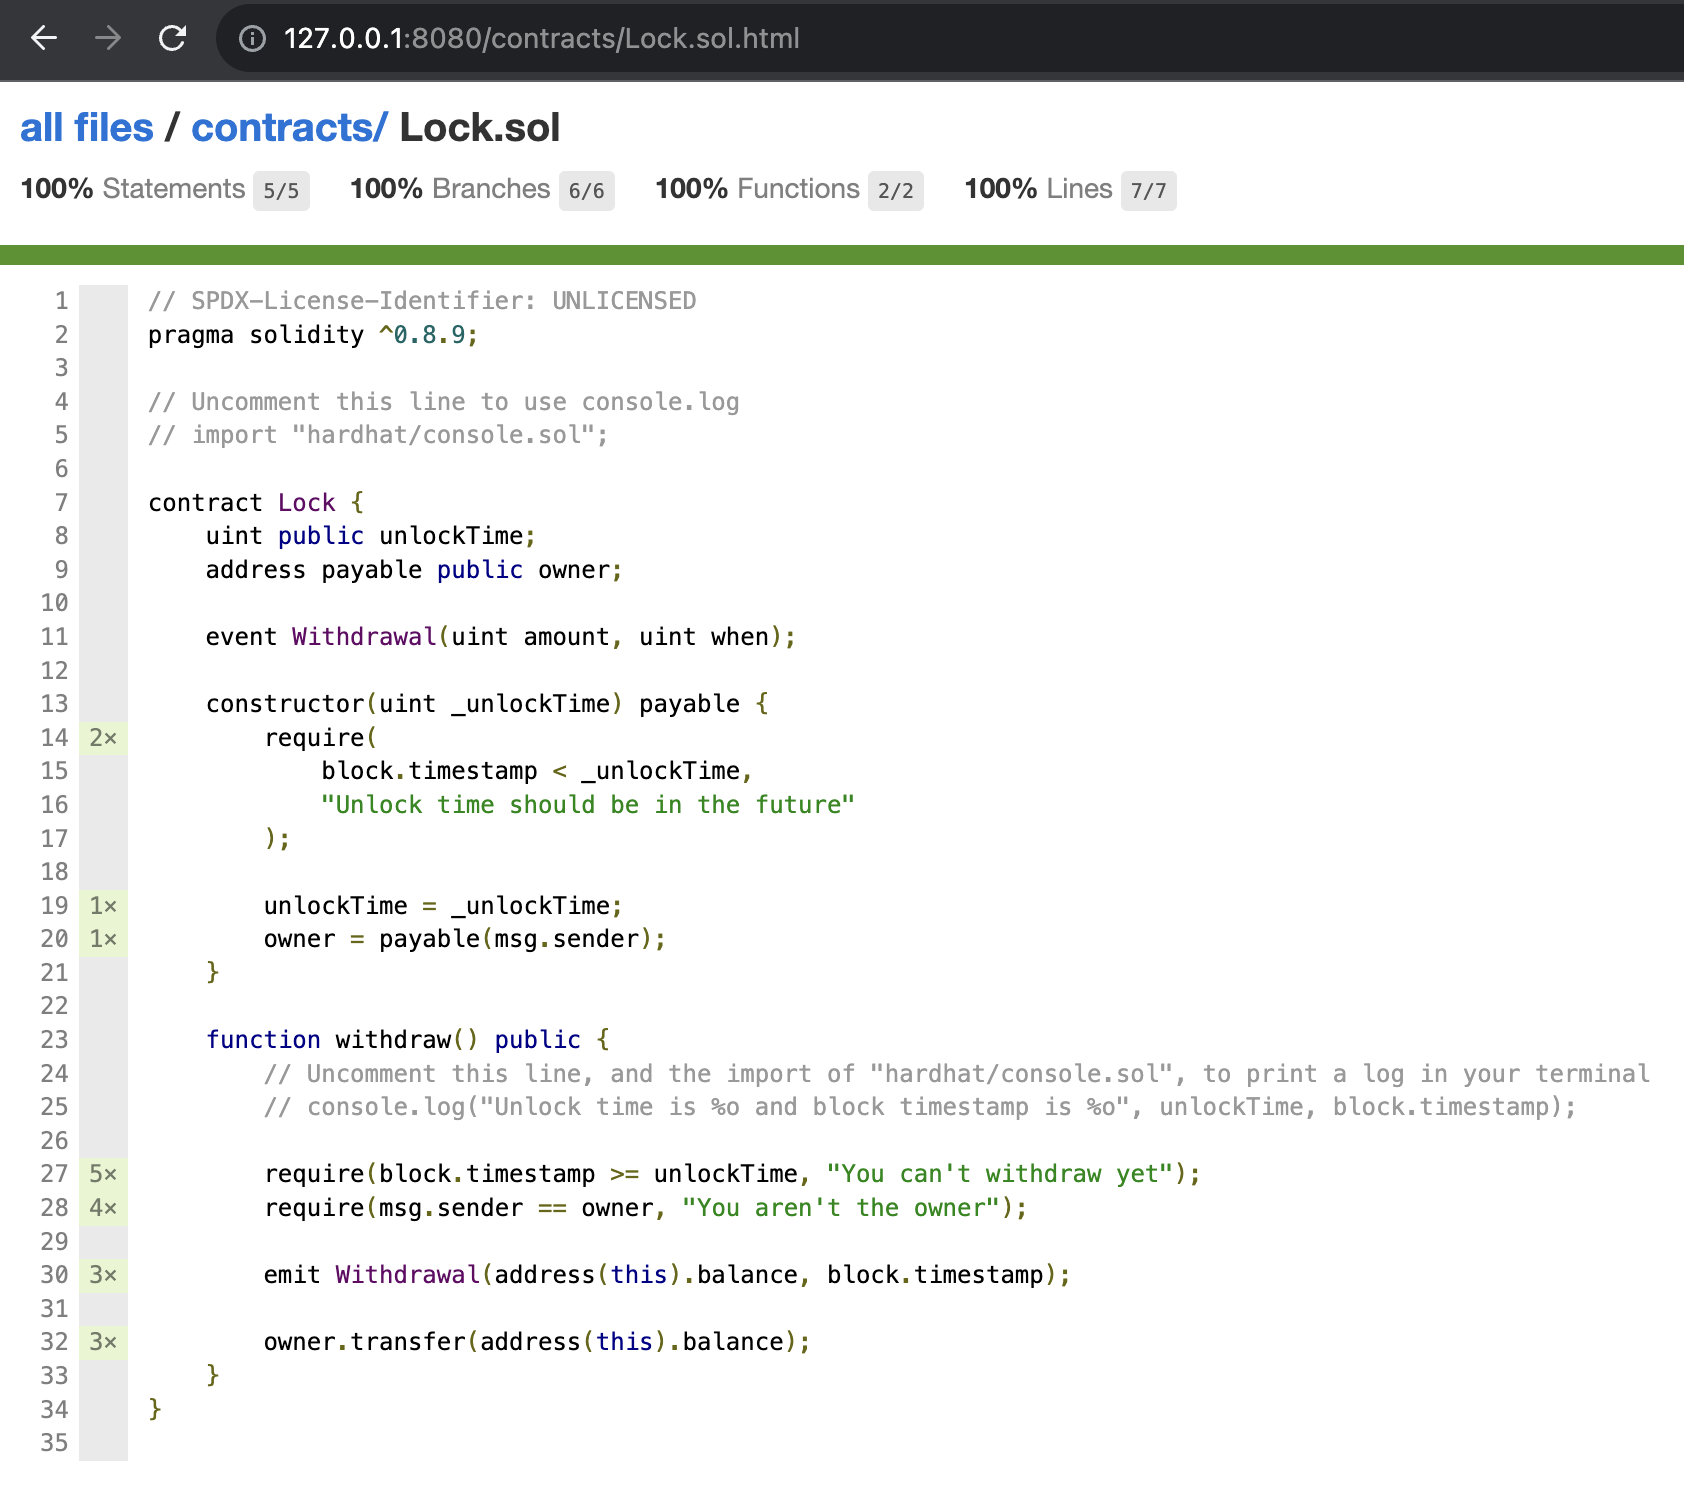 127.0.0.1:8080/contracts/Lock.sol.html
all files / contracts/ Lock.sol
100% Statements 5/5 100% Branches 6/6 100% Functions 2/2 100% Lines 7/7
1 // SPDX-License-Identifier: UNLICENSED
2 pragma solidity ^0.8.9;
3
4 // Uncomment this line to use console.log
5 // import "hardhat/console.sol";
6
7 contract Lock {
8 uint public unlockTime;
9 address payable public owner;
10
11 event Withdrawal(uint amount, uint when);
12
13 constructor(uint _unlockTime) payable {
14 2× require(
15 block.timestamp < _unlockTime,
16 "Unlock time should be in the future"
17 );
18
19 1× unlockTime = _unlockTime;
20 1× owner = payable(msg.sender);
21 }
22
23 function withdraw() public {
24 // Uncomment this line, and the import of "hardhat/console.sol", to print a log in your terminal
25 // console.log("Unlock time is %o and block timestamp is %o", unlockTime, block.timestamp);
26
27 5× require(block.timestamp >= unlockTime, "You can't withdraw yet");
28 4× require(msg.sender == owner, "You aren't the owner");
29
30 3× emit Withdrawal(address(this).balance, block.timestamp);
31
32 3× owner.transfer(address(this).balance);
33 }
34 }
35